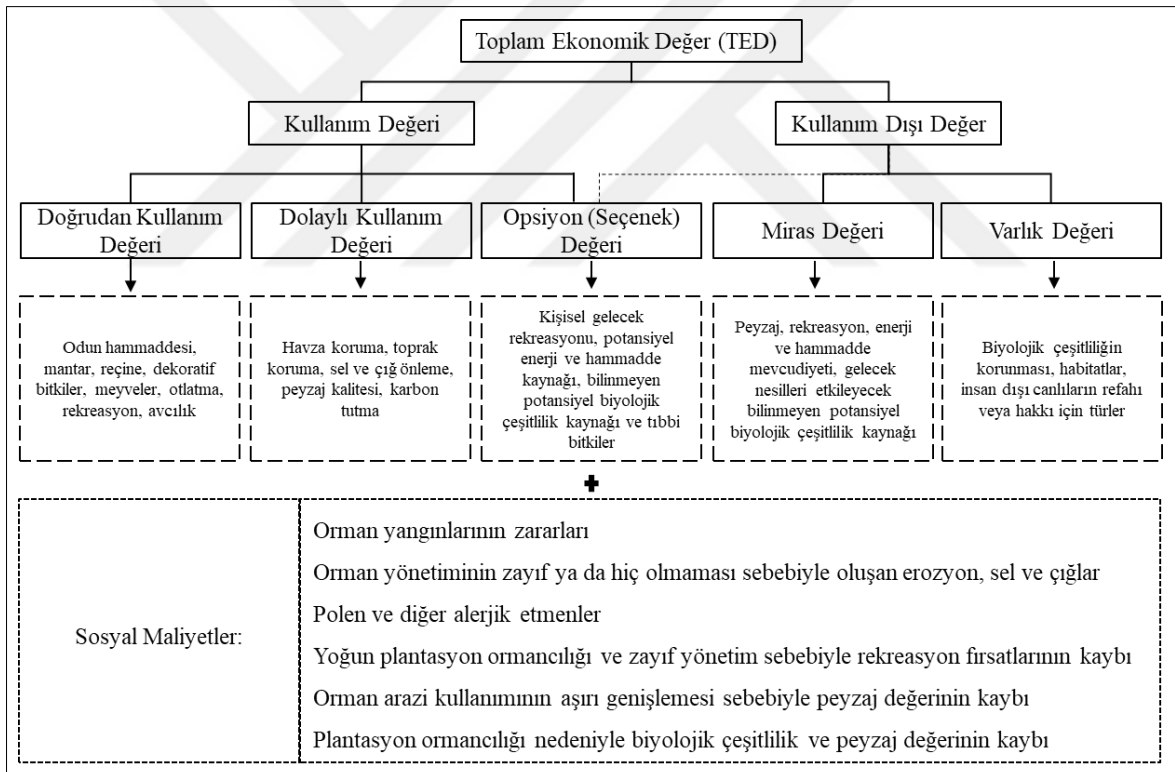 Toplam Ekonomik Değer (TED)
Kullanım Değeri
Kullanım Dışı Değer
Doğrudan Kullanım
Değeri
Dolaylı Kullanım
Değeri
Opsiyon (Seçenek)
Değeri
Miras Değeri
Varlık Değeri
Odun hammaddesi,
mantar, reçine, dekoratif
bitkiler, meyveler, otlatma,
rekreasyon, avcılık
Havza koruma, toprak
koruma, sel ve çığ önleme,
peyzaj kalitesi, karbon
tutma
Kişisel gelecek
rekreasyonu, potansiyel
enerji ve hammadde
kaynağı, bilinmeyen
potansiyel biyolojik
çeşitlilik kaynağı ve tıbbi
bitkiler
Peyzaj, rekreasyon, enerji
ve hammadde
mevcudiyeti, gelecek
nesilleri etkileyecek
bilinmeyen potansiyel
biyolojik çeşitlilik kaynağı
Biyolojik çeşitliliğin
korunması, habitatlar,
insan dışı canlıların refahı
veya hakkı için türler
+
Sosyal Maliyetler:
Orman yangınlarının zararları
Orman yönetiminin zayıf ya da hiç olmaması sebebiyle oluşan erozyon, sel ve çığlar
Polen ve diğer alerjik etmenler
Yoğun plantasyon ormancılığı ve zayıf yönetim sebebiyle rekreasyon fırsatlarının kaybı
Orman arazi kullanımının aşırı genişlemesi sebebiyle peyzaj değerinin kaybı
Plantasyon ormancılığı nedeniyle biyolojik çeşitlilik ve peyzaj değerinin kaybı